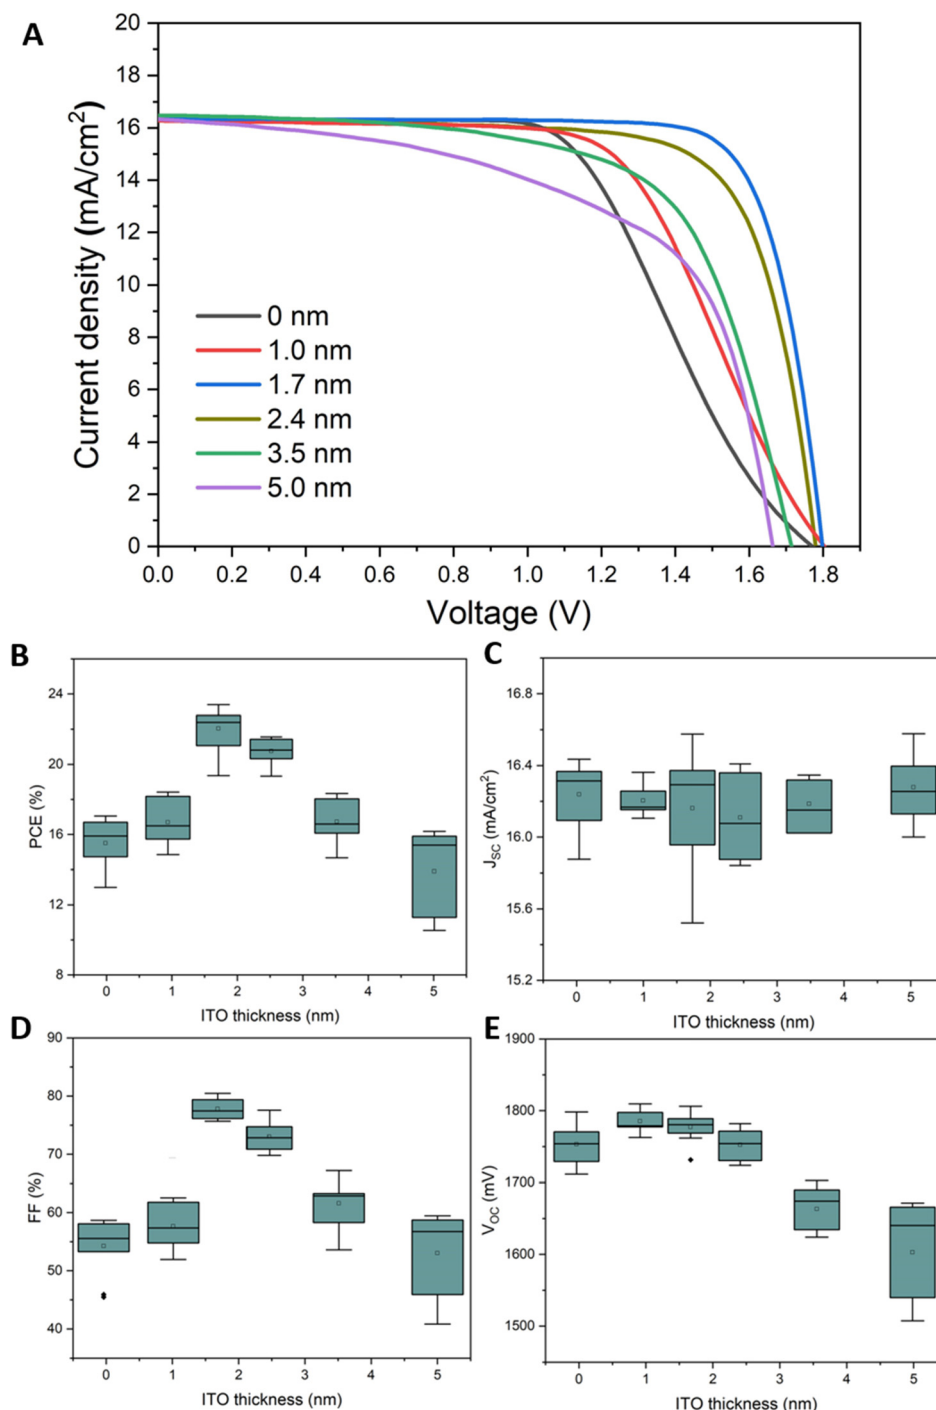 A
20
18
16
14
12
10
8
6
4
2
0
Current density (mA/cm²)
0 nm
1.0 nm
1.7 nm
2.4 nm
3.5 nm
5.0 nm
0.0 0.2 0.4 0.6 0.8 1.0 1.2 1.4 1.6 1.8
Voltage (V)
B
24
20
16
12
8
PCE (%)
0 1 2 3 4 5
ITO thickness (nm)
C
16.8
16.4
16.0
15.6
15.2
J_SC (mA/cm²)
0 1 2 3 4 5
ITO thickness (nm)
D
90
80
70
60
50
40
FF (%)
0 1 2 3 4 5
ITO thickness (nm)
E
1900
1800
1700
1600
1500
V_OC (mV)
0 1 2 3 4 5
ITO thickness (nm)